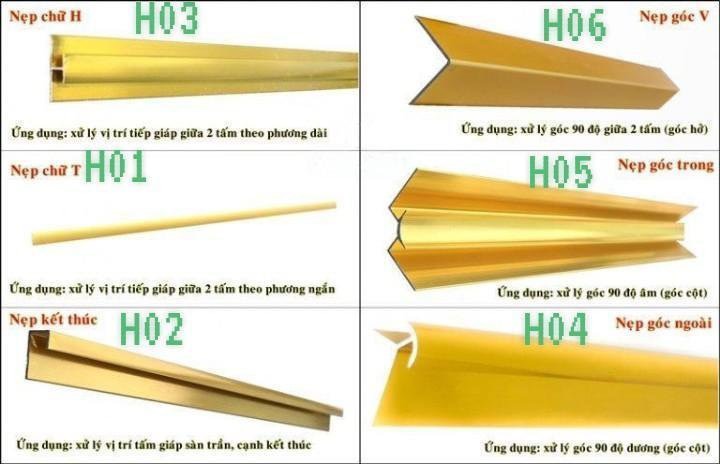 Nẹp chữ H
H03
Ứng dụng: xử lý vị trí tiếp giáp giữa 2 tấm theo phương dài
H06
Nẹp góc V
Ứng dụng: xử lý góc 90 độ giữa 2 tấm (góc hở)
Nẹp chữ T
H01
Ứng dụng: xử lý vị trí tiếp giáp giữa 2 tấm theo phương ngắn
H05
Nẹp góc trong
Ứng dụng: xử lý góc 90 độ âm (góc cột)
Nẹp kết thúc
H02
Ứng dụng: xử lý vị trí tấm giáp sàn trần, cạnh kết thúc
H04
Nẹp góc ngoài
Ứng dụng: xử lý góc 90 độ dương (góc cột)